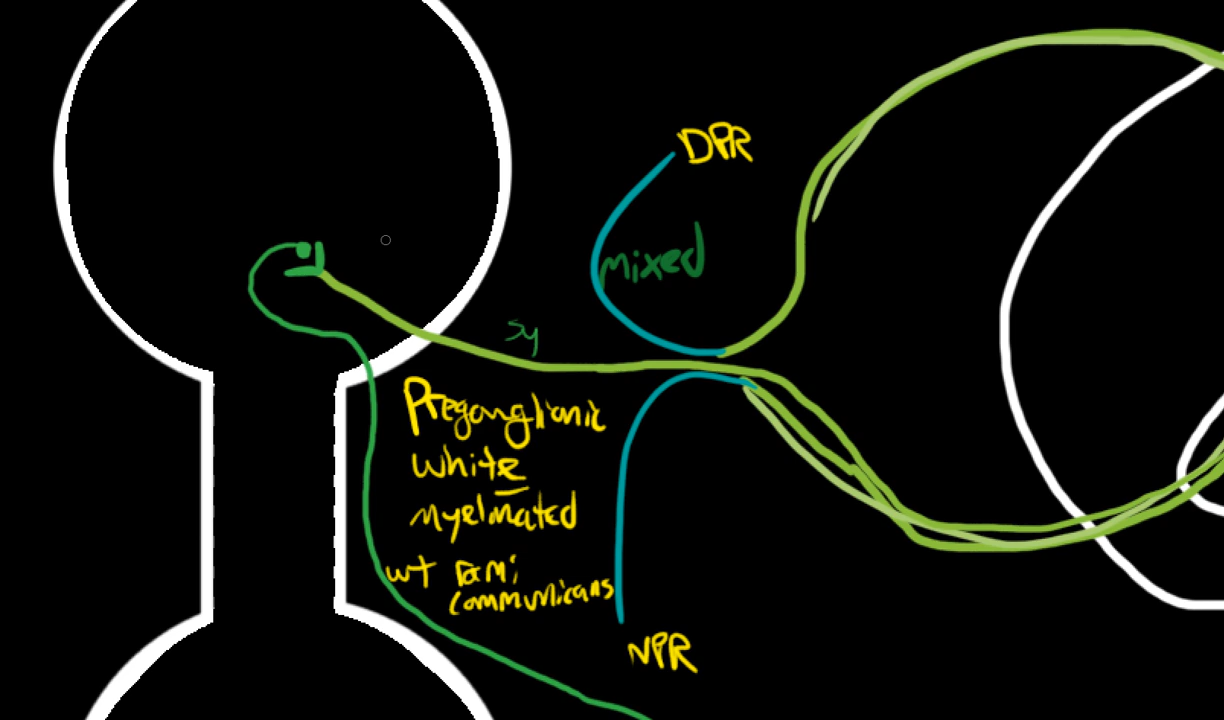 DPR
mixed
Sy
Preganglionic
white
myelinated
wt rami
communicans
VPR